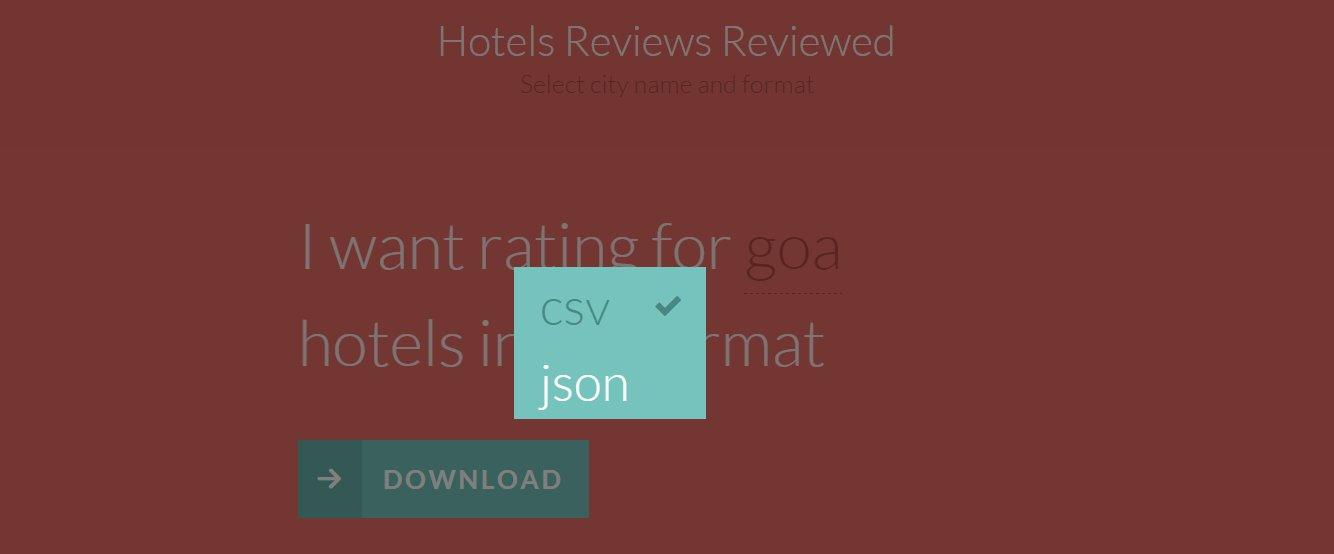 Hotels Reviews Reviewed
Select city name and format
I want rating for goa
csv
hotels in rmat
json
DOWNLOAD